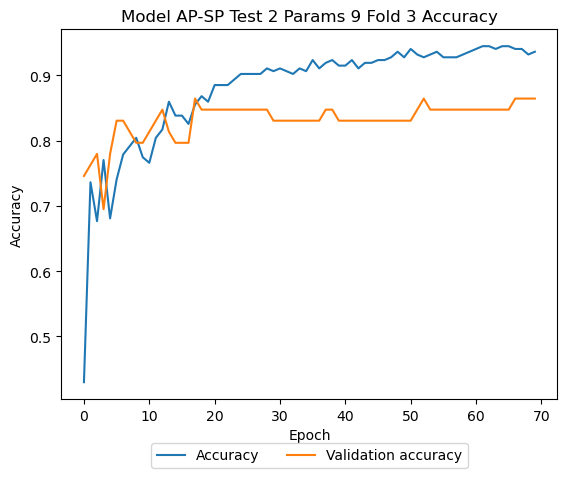 Model AP-SP Test 2 Params 9 Fold 3 Accuracy
Accuracy
0.9
0.8
0.7
0.6
0.5
0 10 20 30 40 50 60 70
Epoch
Accuracy Validation accuracy